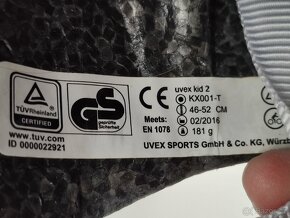 uvex kid 2
KX001-T
46-52 CM
Meets: 02/2016
EN 1078 181 g
TÜVRheinland
CERTIFIED
www.tuv.com
ID 0000022921
GS
geprüfte
Sicherheit
CE
UVEX SPORTS GmbH & Co. KG, Würzb